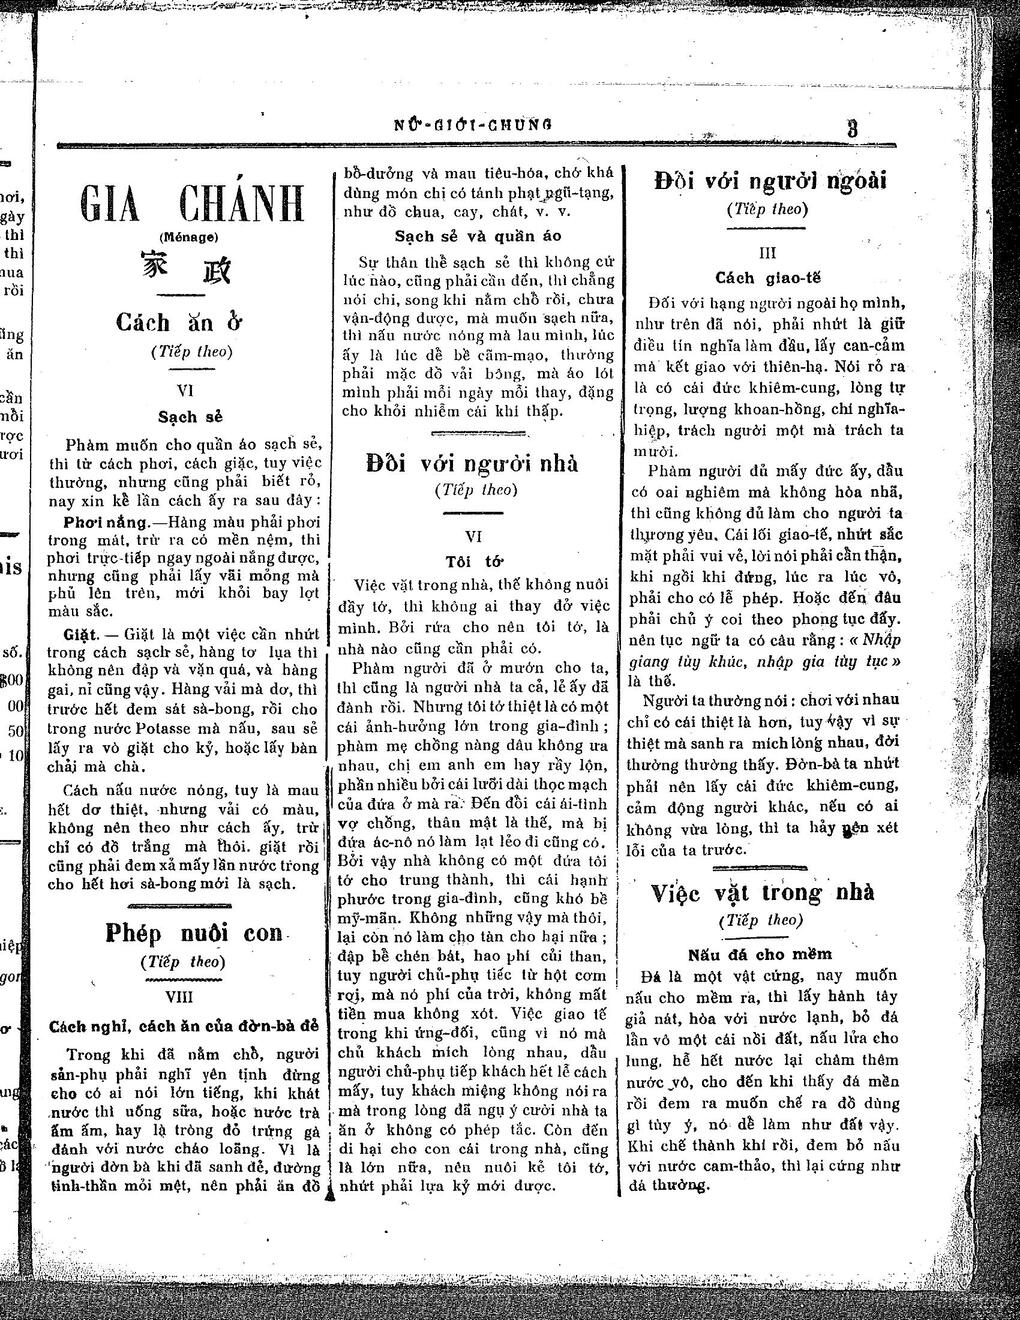 NỮ-GIỚI-CHUNG
3
GIA CHÁNH
(Ménage)
家 政
Cách ăn ở
(Tiếp theo)
VI
Sạch sẻ
Phàm muốn cho quần áo sạch sẻ,
thì từ cách phơi, cách giặc, tuy việc
thường, nhưng cũng phải biết rỏ,
nay xin kể lần cách ấy ra sau đây :
Phơi nắng.—Hàng màu phải phơi
trong mát, trừ ra có mền nệm, thì
phơi trực-tiếp ngay ngoài nắng được,
nhưng cũng phải lấy vãi mỏng mà
phủ lên trên, mới khỏi bay lợt
màu sắc.
Giặt. — Giặt là một việc cần nhứt
trong cách sạch sẻ, hàng tơ lụa thì
không nên đập và vặn quá, và hàng
gai, nỉ cũng vậy. Hàng vải mà dơ, thì
trước hết đem sát sà-bong, rồi cho
trong nước Potasse mà nấu, sau sẻ
lấy ra vò giặt cho kỷ, hoặc lấy bàn
chải mà chà.
Cách nấu nước nóng, tuy là mau
hết dơ thiệt, nhưng vải có màu,
không nên theo như cách ấy, trừ
chỉ có đồ trắng mà thôi. giặt rồi
cũng phải đem xả mấy lần nước trong
cho hết hơi sà-bong mới là sạch.
Phép nuôi con
(Tiếp theo)
VIII
Cách nghỉ, cách ăn của đờn-bà đẻ
Trong khi đã nằm chỗ, người
sản-phụ phải nghĩ yên tịnh đừng
cho có ai nói lớn tiếng, khi khát
nước thì uống sữa, hoặc nước trà
ấm ấm, hay là tròng đỏ trứng gà
đánh với nước cháo loãng. Vì là
người đờn bà khi đã sanh đẻ, đường
tinh-thần mỏi mệt, nên phải ăn đồ
bồ-dưởng và mau tiêu-hóa, chớ khá
dùng món chi có tánh phạt ngũ-tạng,
như đồ chua, cay, chát, v. v.
Sạch sẻ và quần áo
Sự thân thể sạch sẻ thì không cứ
lúc nào, cũng phải cần đến, thì chẳng
nói chi, song khi nằm chỗ rồi, chưa
vận-động được, mà muốn sạch nữa,
thì nấu nước nóng mà lau mình, lúc
ấy là lúc dễ bề cãm-mạo, thường
phải mặc đồ vải bông, mà áo lót
mình phải mỗi ngày mỗi thay, đặng
cho khỏi nhiễm cái khí thấp.
Đối với người nhà
(Tiếp theo)
VI
Tôi tớ
Việc vặt trong nhà, thế không nuôi
đầy tớ, thì không ai thay đở việc
mình. Bởi rứa cho nên tôi tớ, là
nhà nào cũng cần phải có.
Phàm người đã ở mướn cho ta,
thì cũng là người nhà ta cả, lẻ ấy đã
đành rồi. Nhưng tôi tớ thiệt là có một
cái ảnh-hưởng lớn trong gia-đình ;
phàm mẹ chồng nàng dâu không ưa
nhau, chị em anh em hay rầy lộn,
phần nhiều bởi cái lưỡi dài thọc mạch
của đứa ở mà ra. Đến đỗi cái ái-tình
vợ chồng, thân mật là thế, mà bị
đứa ác-nô nó làm lạt lẻo đi cũng có.
Bởi vậy nhà không có một đứa tôi
tớ cho trung thành, thì cái hạnh
phước trong gia-đình, cũng khó bề
mỹ-mãn. Không những vậy mà thôi,
lại còn nó làm cho tàn cho hại nữa ;
đập bề chén bát, hao phí củi than,
tuy người chủ-phụ tiếc từ hột cơm
rơi, mà nó phí của trời, không mất
tiền mua không xót. Việc giao tế
trong khi ứng-đối, cũng vì nó mà
chủ khách mích lòng nhau, dầu
người chủ-phụ tiếp khách hết lể cách
mấy, tuy khách miệng không nói ra
mà trong lòng đã ngụ ý cười nhà ta
ăn ở không có phép tắc. Còn đến
di hại cho con cái trong nhà, cũng
là lớn nữa, nên nuôi kẻ tôi tớ,
nhứt phải lựa kỷ mới được.
Đối với người ngoài
(Tiếp theo)
III
Cách giao-tế
Đối với hạng người ngoài họ mình,
như trên đã nói, phải nhứt là giữ
điều tín nghĩa làm đầu, lấy can-cảm
mà kết giao với thiên-hạ. Nói rỏ ra
là có cái đức khiêm-cung, lòng tự
trọng, lượng khoan-hồng, chí nghĩa-
hiệp, trách người một mà trách ta
mười.
Phàm người đủ mấy đức ấy, dầu
có oai nghiêm mà không hòa nhã,
thì cũng không đủ làm cho người ta
thương yêu. Cái lối giao-tế, nhứt sắc
mặt phải vui vẻ, lời nói phải cẩn thận,
khi ngồi khi đứng, lúc ra lúc vô,
phải cho có lễ phép. Hoặc đến đâu
phải chủ ý coi theo phong tục đấy.
nên tục ngữ ta có câu rằng : « Nhập
giang tùy khúc, nhập gia tùy tục »
là thế.
Người ta thường nói : chơi với nhau
chỉ có cái thiệt là hơn, tuy vậy vì sự
thiệt mà sanh ra mích lòng nhau, đời
thường thường thấy. Đờn-bà ta nhứt
phải nên lấy cái đức khiêm-cung,
cảm động người khác, nếu có ai
không vừa lòng, thì ta hảy nên xét
lỗi của ta trước.
Việc vặt trong nhà
(Tiếp theo)
Nấu đá cho mềm
Đá là một vật cứng, nay muốn
nấu cho mềm ra, thì lấy hành tây
giả nát, hòa với nước lạnh, bỏ đá
lần vô một cái nồi đất, nấu lửa cho
lung, hể hết nước lại châm thêm
nước vô, cho đến khi thấy đá mền
rồi đem ra muốn chế ra đồ dùng
gì tùy ý, nó dể làm như đất vậy.
Khi chế thành khí rồi, đem bỏ nấu
với nước cam-thảo, thì lại cứng như
đá thường.